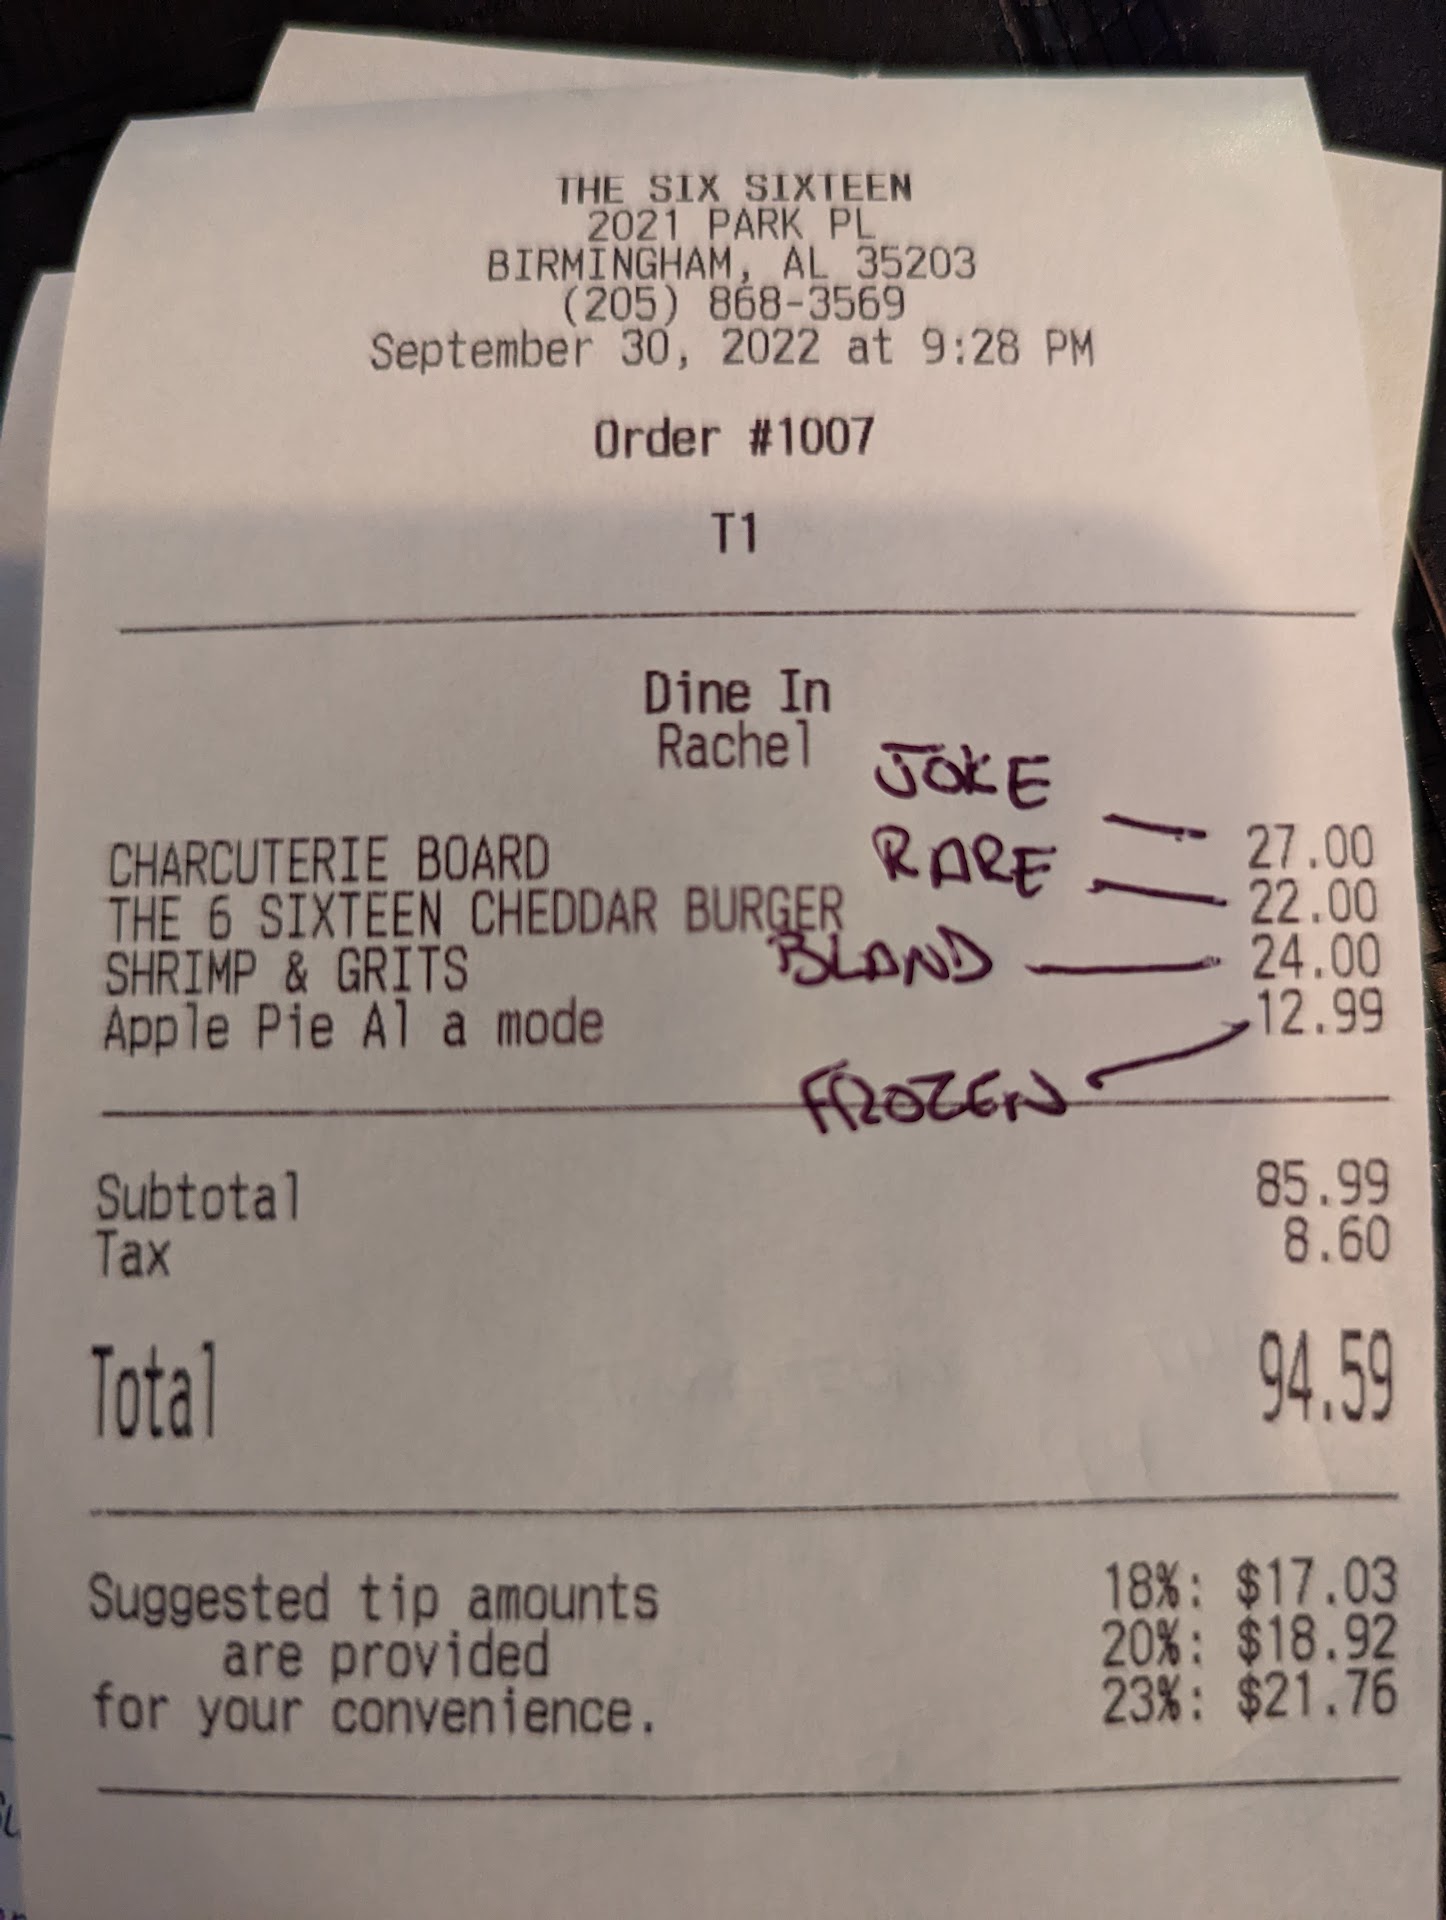 THE SIX SIXTEEN
2021 PARK PL
BIRMINGHAM, AL 35203
(205) 868-3569
September 30, 2022 at 9:28 PM
Order #1007
T1
Dine In
Rachel
JOKE
CHARCUTERIE BOARD 27.00
RARE
THE 6 SIXTEEN CHEDDAR BURGER 22.00
SHRIMP & GRITS BLAND 24.00
Apple Pie Al a mode 12.99
FROZEN
Subtotal 85.99
Tax 8.60
Total 94.59
Suggested tip amounts 18%: $17.03
are provided 20%: $18.92
for your convenience. 23%: $21.76